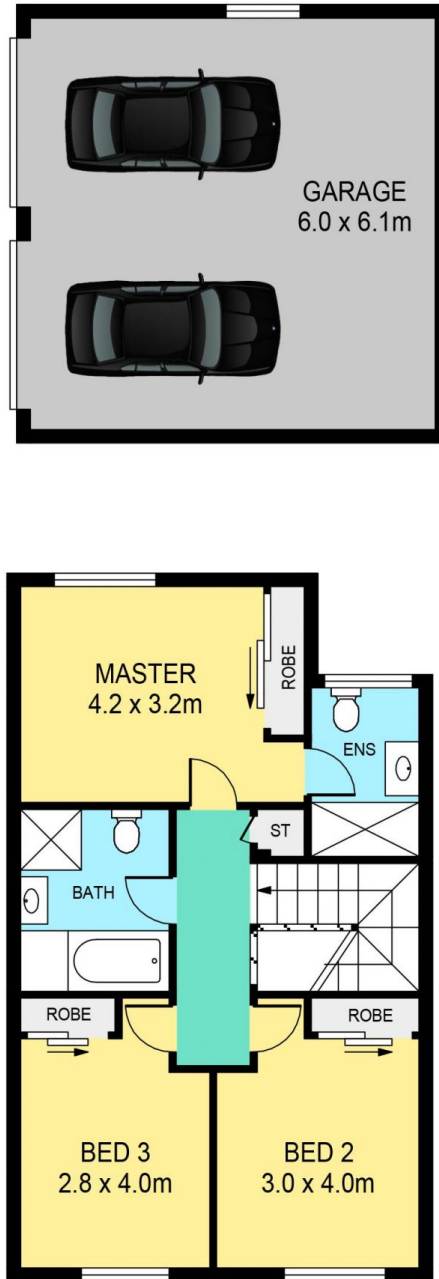 GARAGE
6.0 x 6.1m
MASTER
4.2 x 3.2m
ROBE
ENS
ST
BATH
ROBE
ROBE
BED 3
2.8 x 4.0m
BED 2
3.0 x 4.0m